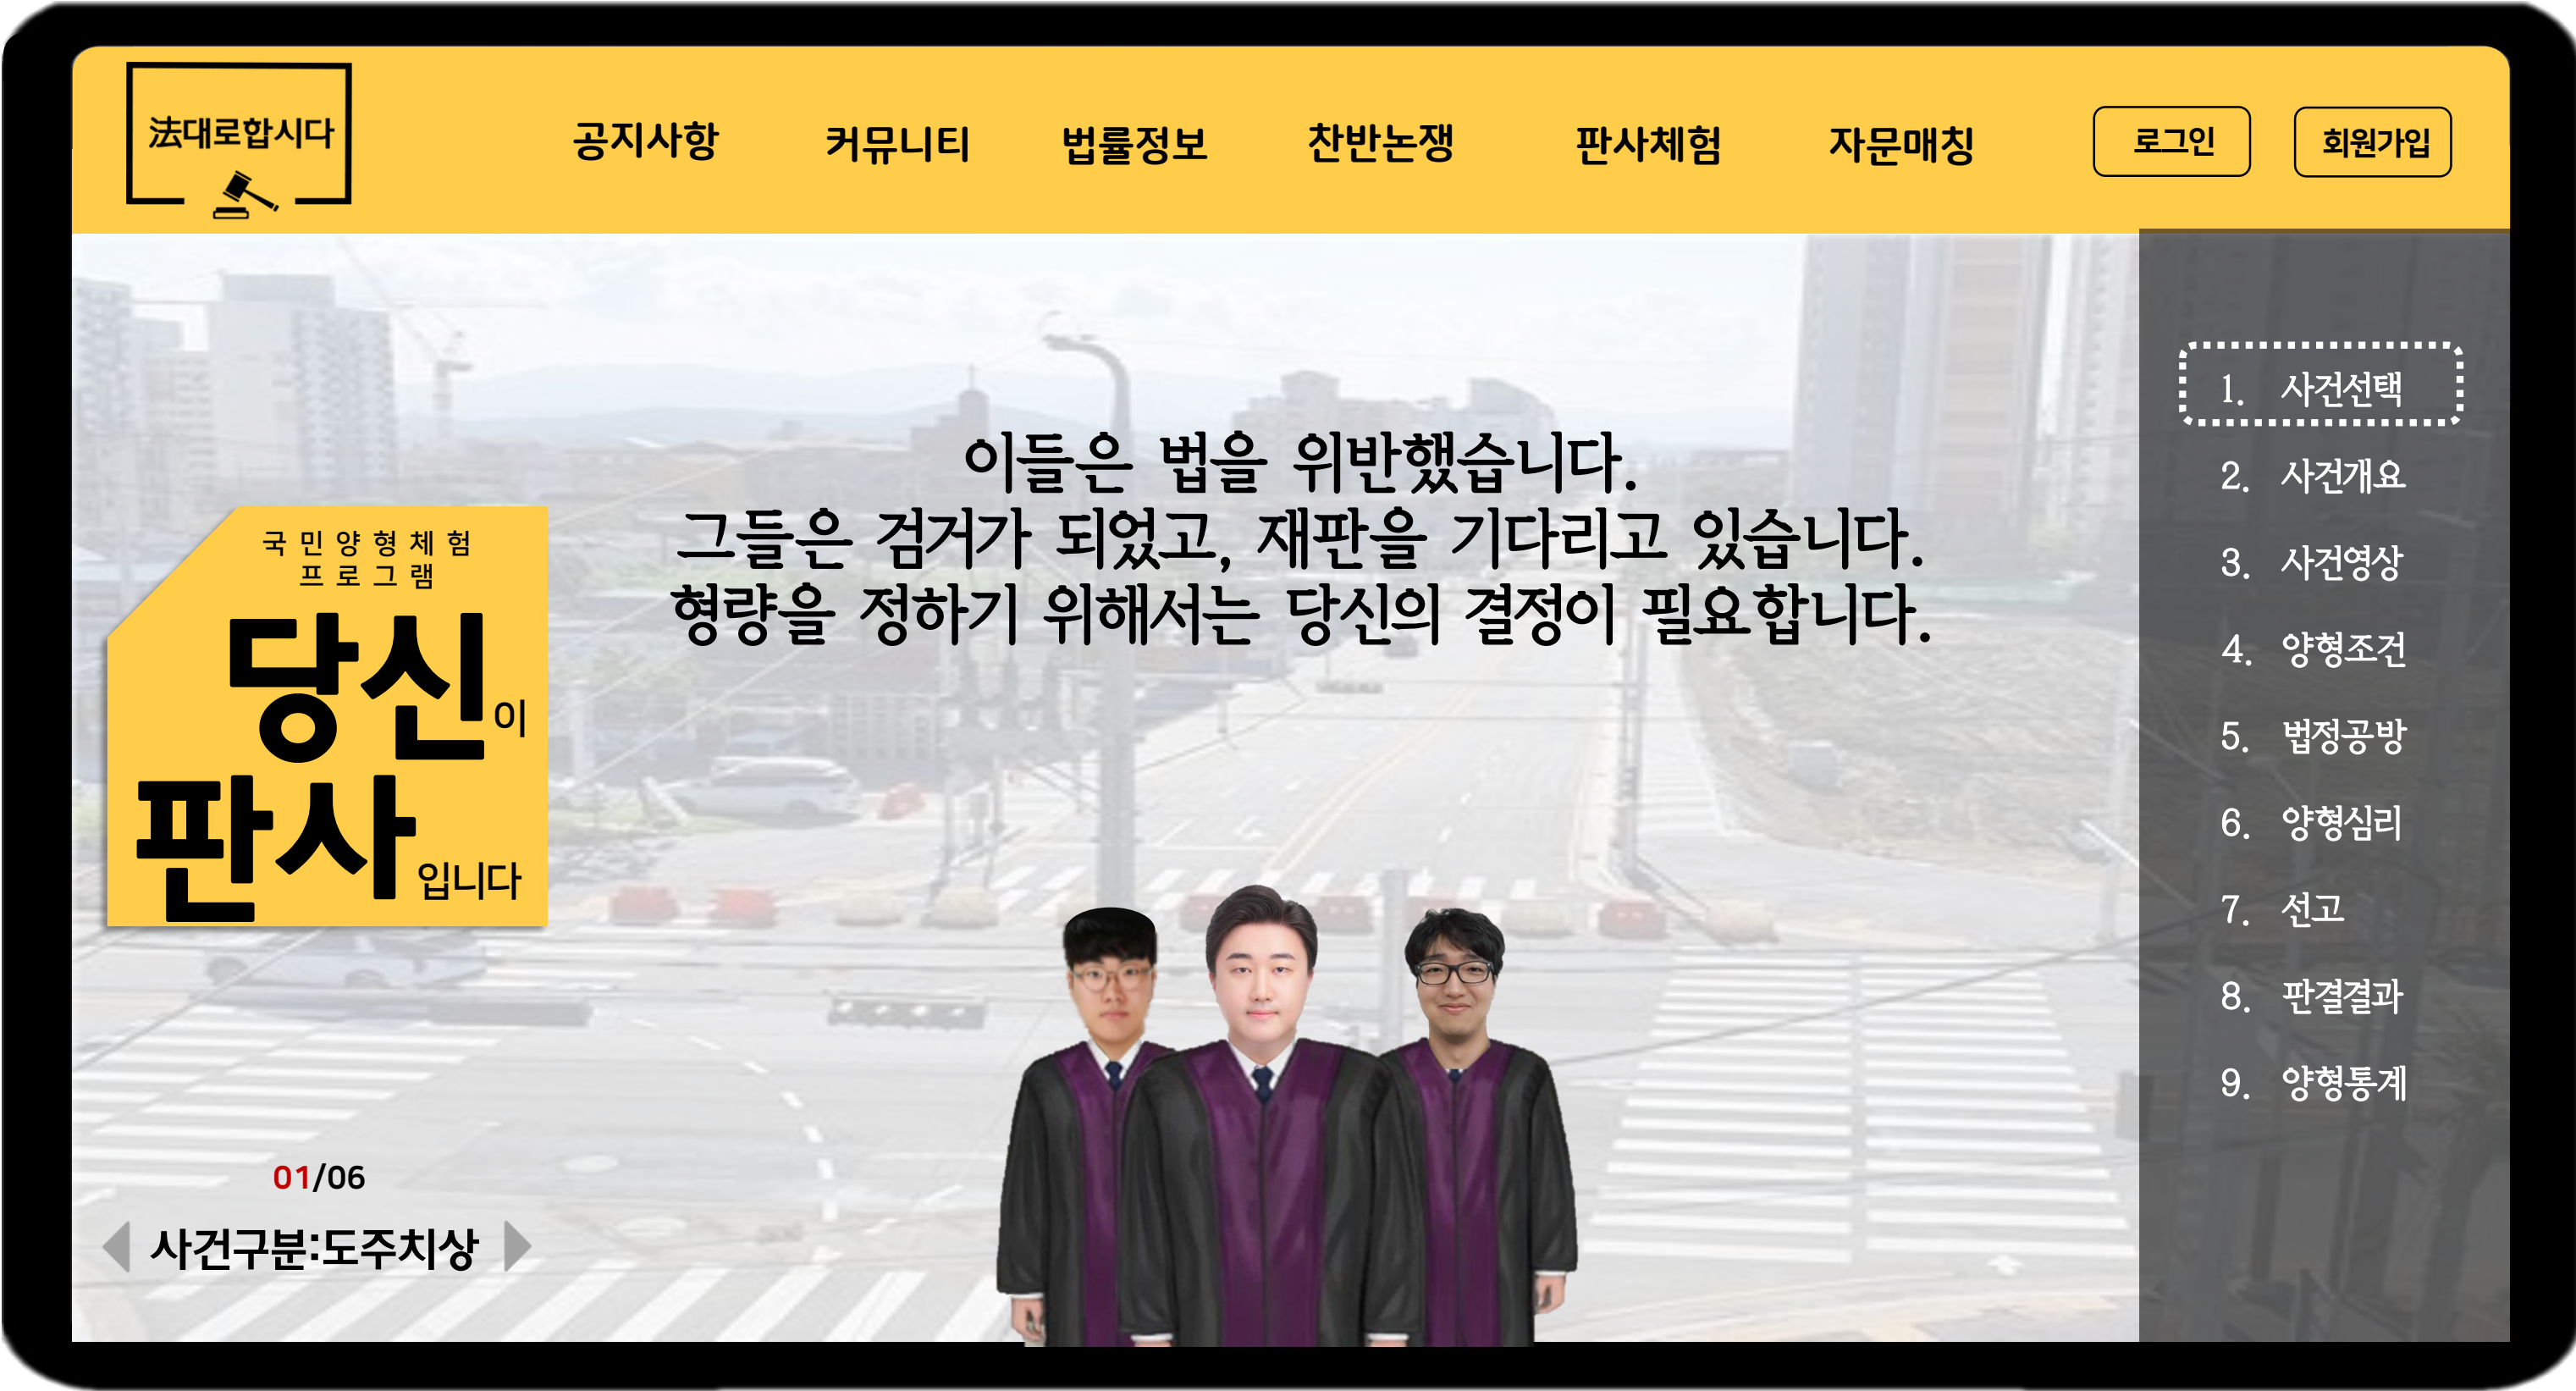 法대로합시다
공지사항
커뮤니티
법률정보
찬반논쟁
판사체험
자문매칭
로그인
회원가입
이들은 법을 위반했습니다.
그들은 검거가 되었고, 재판을 기다리고 있습니다.
형량을 정하기 위해서는 당신의 결정이 필요합니다.
국민양형체험
프로그램
당신이
판사입니다
01/06
사건구분:도주치상
1. 사건선택
2. 사건개요
3. 사건영상
4. 양형조건
5. 법정공방
6. 양형심리
7. 선고
8. 판결결과
9. 양형통계